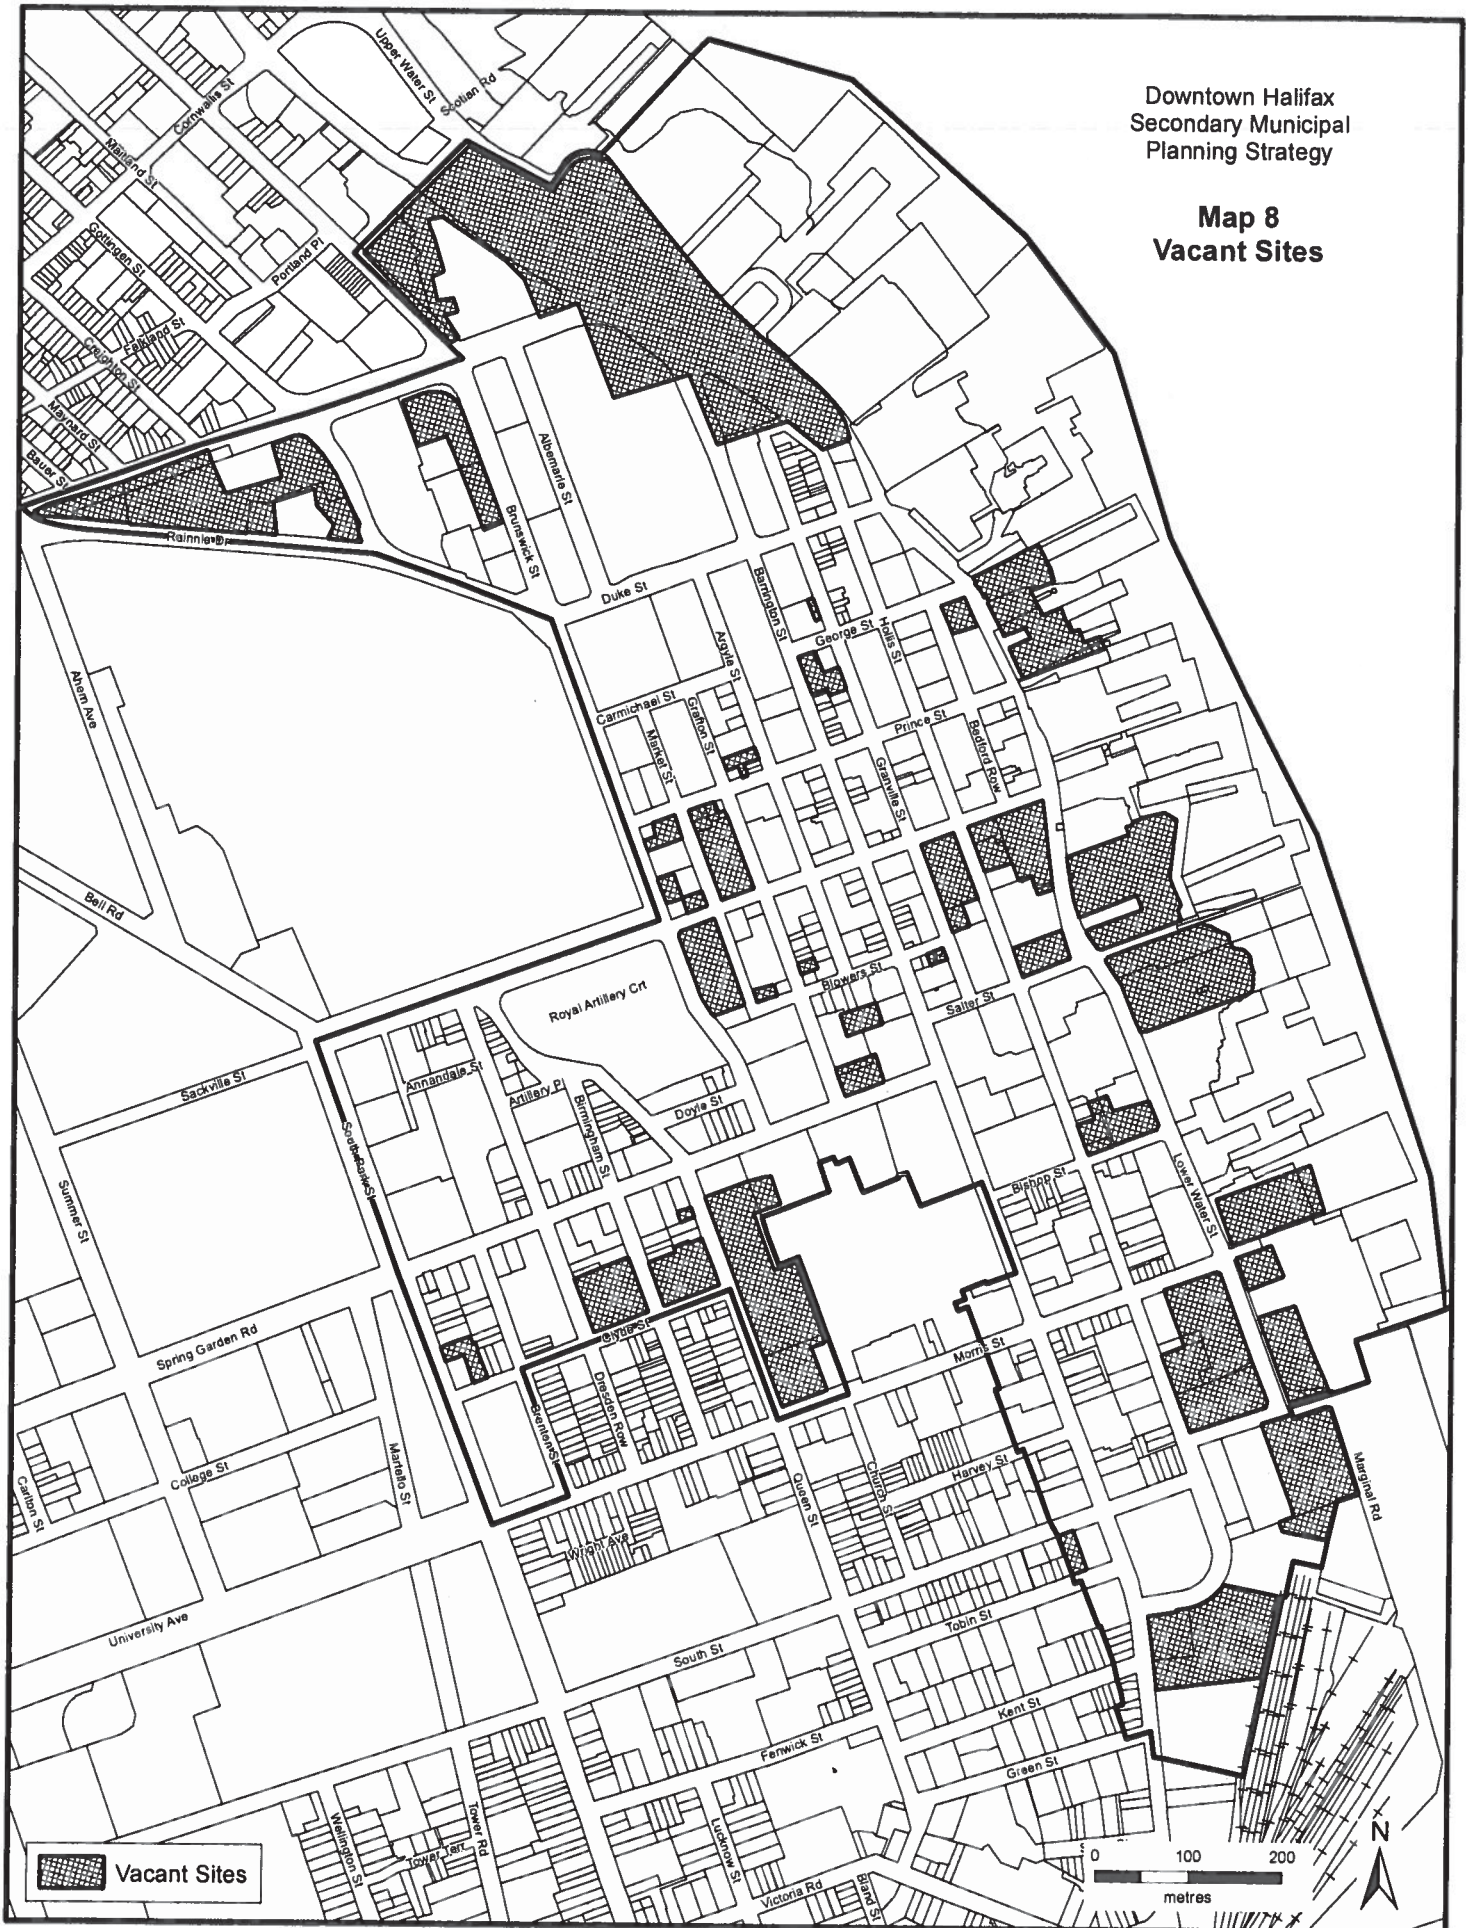 Downtown Halifax
Secondary Municipal
Planning Strategy
Map 8
Vacant Sites
Upper Water St
Scotian Rd
Cornwallis St
Maitland St
Gottingen St
Portland Pl
Falkland St
Creighton St
Maynard St
Bauer St
Rainnie Dr
Albemarle St
Brunswick St
Duke St
Barrington St
George St
Hollis St
Argyle St
Carmichael St
Grafton St
Market St
Prince St
Bedford Row
Granville St
Ahern Ave
Bell Rd
Blowers St
Salter St
Royal Artillery Crt
Sackville St
Annandale St
Artillery Pl
Birmingham St
Doyle St
South Park St
Summer St
Bishop St
Lower Water St
Spring Garden Rd
Clyde St
Morris St
Dresden Row
Brenton St
Martello St
College St
Carlton St
Queen St
Church St
Harvey St
Marginal Rd
Wright Ave
University Ave
Tobin St
South St
Kent St
Fenwick St
Green St
Wellington St
Tower Terr
Tower Rd
Lucknow St
Victoria Rd
Bland St
Vacant Sites
0 100 200
metres
N